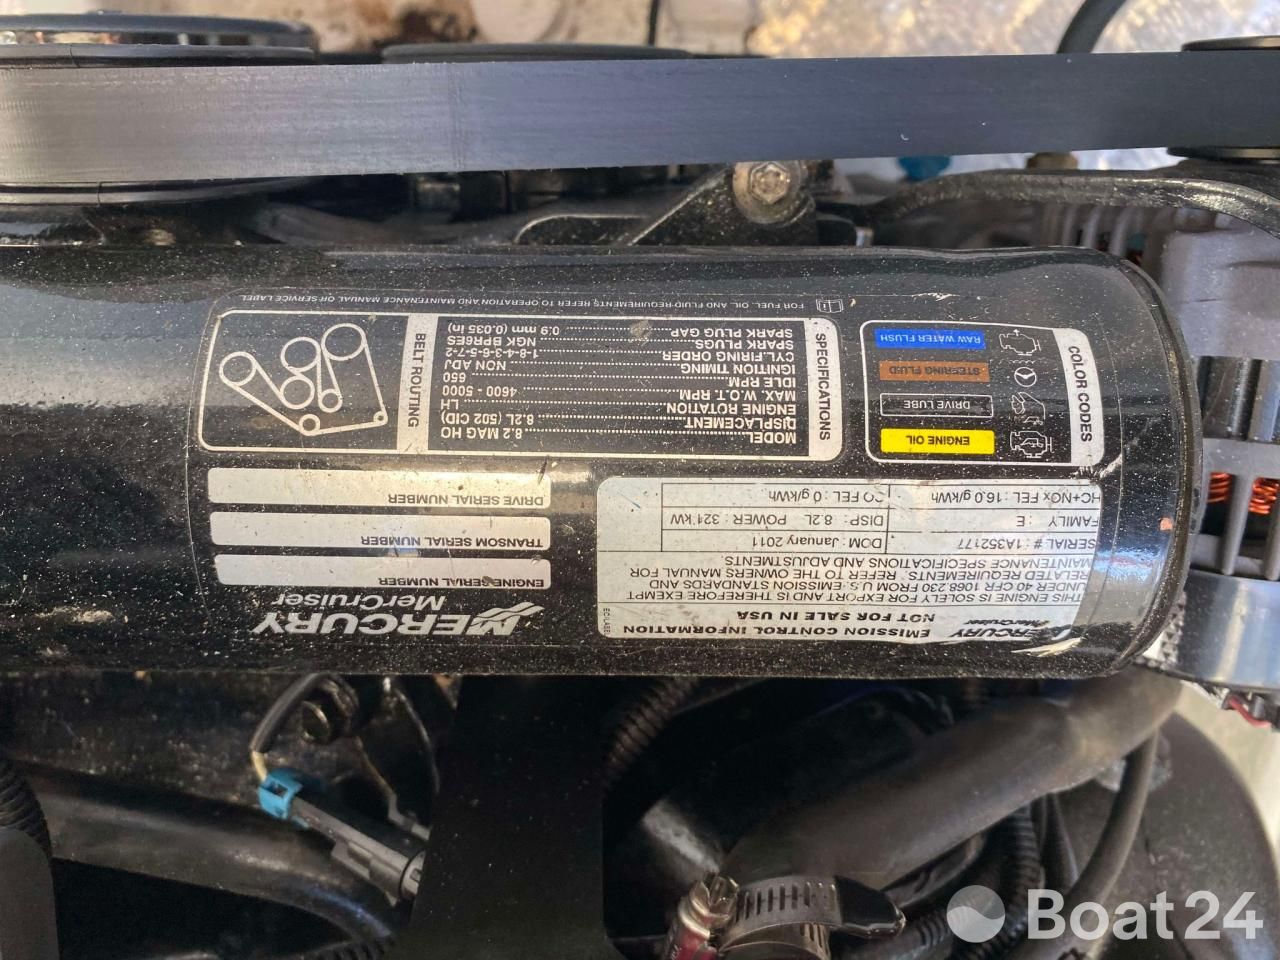 MERCURY
MerCruiser
EMISSION CONTROL INFORMATION
NOT FOR SALE IN USA
THIS ENGINE IS SOLELY FOR EXPORT AND IS THEREFORE EXEMPT
UNDER 40 CFR 1068.230 FROM U.S. EMISSION STANDARDS AND
RELATED REQUIREMENTS. REFER TO THE OWNERS MANUAL FOR
MAINTENANCE SPECIFICATIONS AND ADJUSTMENTS.
SERIAL # : 1A352177 DOM : January 2011
FAMILY : E DISP : 8.2L POWER : 321 kW
HC+NOx FEL : 16.0 g/kWh CO FEL : 0 g/kWh
MERCURY
MerCruiser
ENGINE SERIAL NUMBER
TRANSOM SERIAL NUMBER
DRIVE SERIAL NUMBER
COLOR CODES
ENGINE OIL
DRIVE LUBE
STEERING FLUID
RAW WATER FLUSH
SPECIFICATIONS
MODEL 8.2 MAG HO
DISPLACEMENT 8.2L (502 CID)
ENGINE ROTATION LH
MAX. W.O.T. RPM 4600 - 5000
IDLE RPM 650
IGNITION TIMING NON ADJ
CYL.FIRING ORDER 1-8-4-3-6-5-7-2
SPARK PLUGS NGK BPR6ES
SPARK PLUG GAP 0.9 mm (0.035 in)
BELT ROUTING
FOR FUEL, OIL AND FLUID REQUIREMENTS, REFER TO OPERATION AND MAINTENANCE MANUAL OR SERVICE LABEL
Boat24